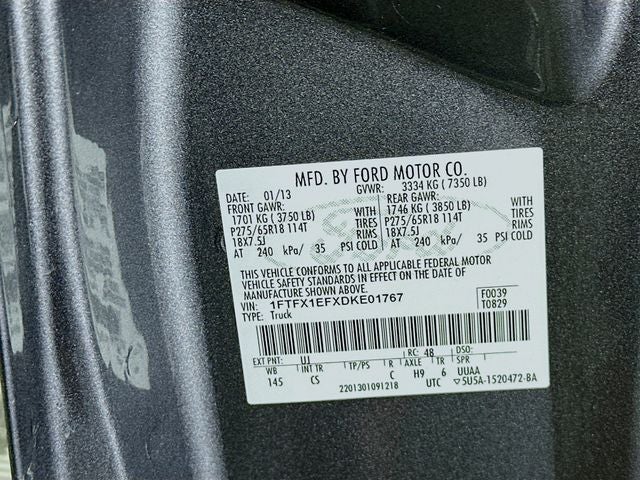 MFD. BY FORD MOTOR CO.
DATE: 01/13 GVWR: 3334 KG ( 7350 LB)
FRONT GAWR: REAR GAWR:
1701 KG ( 3750 LB) WITH 1746 KG ( 3850 LB) WITH
P275/65R18 114T TIRES P275/65R18 114T TIRES
18X7.5J RIMS 18X7.5J RIMS
AT 240 kPa/ 35 PSI COLD AT 240 kPa/ 35 PSI COLD
THIS VEHICLE CONFORMS TO ALL APPLICABLE FEDERAL MOTOR
VEHICLE SAFETY STANDARDS IN EFFECT ON THE DATE OF
MANUFACTURE SHOWN ABOVE.
VIN: 1FTFX1EFXDKE01767 F0039
TYPE: Truck T0829
EXT PNT: UJ RC: 48 DSO:
WB INT TR TP/PS R AXLE TR S
145 CS C H9 6 UUAA
2201301091218 UTC ▽5U5A-1520472-BA
Ford